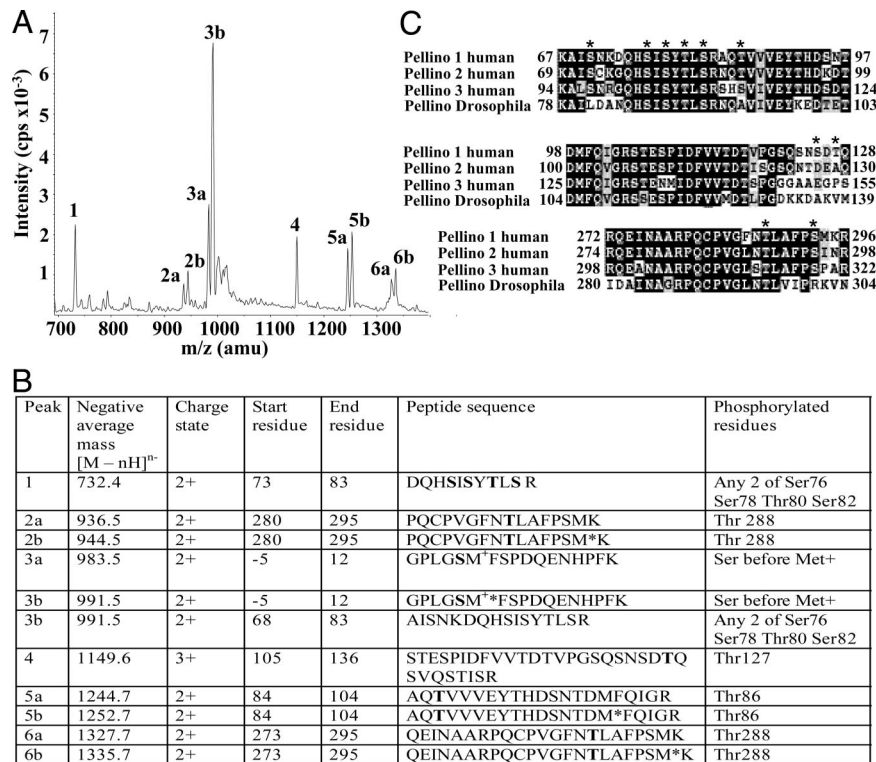 A
C
Intensity (cps x10⁻³)
7
6
5
4
3
2
1
1
2a
2b
3a
3b
4
5a
5b
6a
6b
700 800 900 1000 1100 1200 1300
m/z (amu)
* * * * * *
Pellino 1 human 67 KAISNKDQHSISYTLSRAQTVVVEYTHDSNT 97
Pellino 2 human 69 KAISCKGQHSISYTLSRNQTVVVEYTHDKDT 99
Pellino 3 human 94 KALSNRGQHSISYTLSRSHSVIVEYTHDSDT 124
Pellino Drosophila 78 KAILDANQHSISYTLSRNQAVIVEYKEDTET 103
* *
Pellino 1 human 98 DMFQIGRSTESPIDFVVTDTVPGSQSNSDTQ 128
Pellino 2 human 100 DMFQVGRSTESPIDFVVTDTISGSQNTDEAQ 130
Pellino 3 human 125 DMFQIGRSTENMIDFVVTDTSPGGGAAEGPS 155
Pellino Drosophila 104 DMFQVGRSSESPIDFVVMDTLPGDKKDAKVM 139
* *
Pellino 1 human 272 RQEINAARPQCPVGFNTLAFPSMKR 296
Pellino 2 human 274 RQEINAARPQCPVGLNTLAFPSINR 298
Pellino 3 human 298 RQEANAARPQCPVGLSTLAFPSPAR 322
Pellino Drosophila 280 IDAINAGRPQCPVGLNTLVIPRKVN 304
B
Peak Negative average mass [M – nH]ⁿ⁻ Charge state Start residue End residue Peptide sequence Phosphorylated residues
1 732.4 2+ 73 83 DQHSISYTLS R Any 2 of Ser76 Ser78 Thr80 Ser82
2a 936.5 2+ 280 295 PQCPVGFNTLAFPSMK Thr 288
2b 944.5 2+ 280 295 PQCPVGFNTLAFPSM*K Thr 288
3a 983.5 2+ -5 12 GPLGSM⁺FSPDQENHPFK Ser before Met+
3b 991.5 2+ -5 12 GPLGSM⁺*FSPDQENHPFK Ser before Met+
3b 991.5 2+ 68 83 AISNKDQHSISYTLSR Any 2 of Ser76 Ser78 Thr80 Ser82
4 1149.6 3+ 105 136 STESPIDFVVTDTVPGSQSNSDTQ SVQSTISR Thr127
5a 1244.7 2+ 84 104 AQTVVVEYTHDSNTDMFQIGR Thr86
5b 1252.7 2+ 84 104 AQTVVVEYTHDSNTDM*FQIGR Thr86
6a 1327.7 2+ 273 295 QEINAARPQCPVGFNTLAFPSMK Thr288
6b 1335.7 2+ 273 295 QEINAARPQCPVGFNTLAFPSM*K Thr288